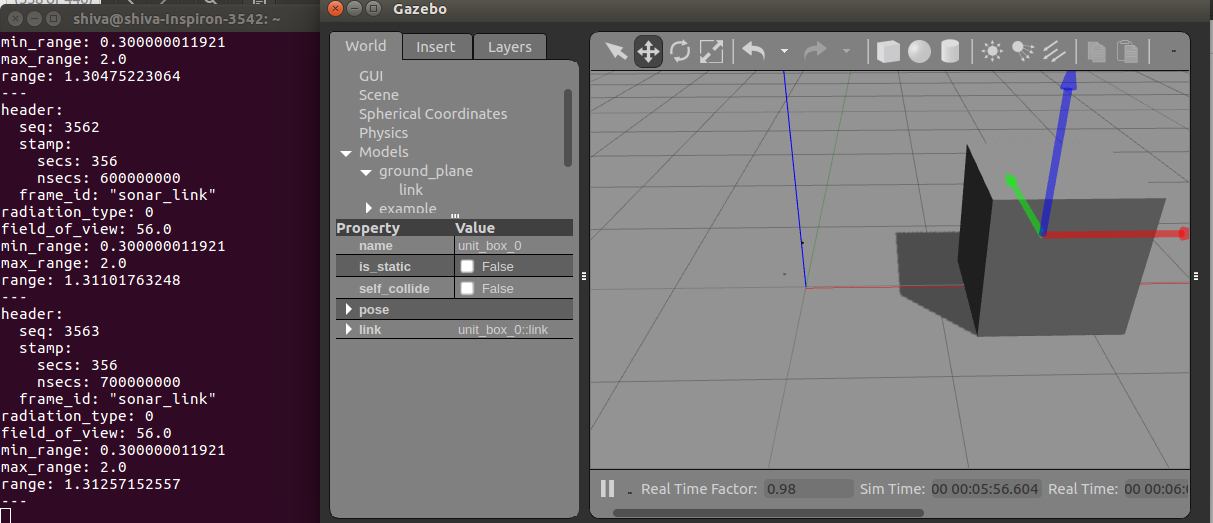 shiva@shiva-Inspiron-3542: ~
min_range: 0.300000011921
max_range: 2.0
range: 1.30475223064
---
header:
  seq: 3562
  stamp:
    secs: 356
    nsecs: 600000000
  frame_id: "sonar_link"
radiation_type: 0
field_of_view: 56.0
min_range: 0.300000011921
max_range: 2.0
range: 1.31101763248
---
header:
  seq: 3563
  stamp:
    secs: 356
    nsecs: 700000000
  frame_id: "sonar_link"
radiation_type: 0
field_of_view: 56.0
min_range: 0.300000011921
max_range: 2.0
range: 1.31257152557
---
Gazebo
World Insert Layers
GUI
Scene
Spherical Coordinates
Physics
Models
ground_plane
link
example
Property Value
name unit_box_0
is_static False
self_collide False
pose
link unit_box_0::link
Real Time Factor: 0.98 Sim Time: 00 00:05:56.604 Real Time: 00 00:06: